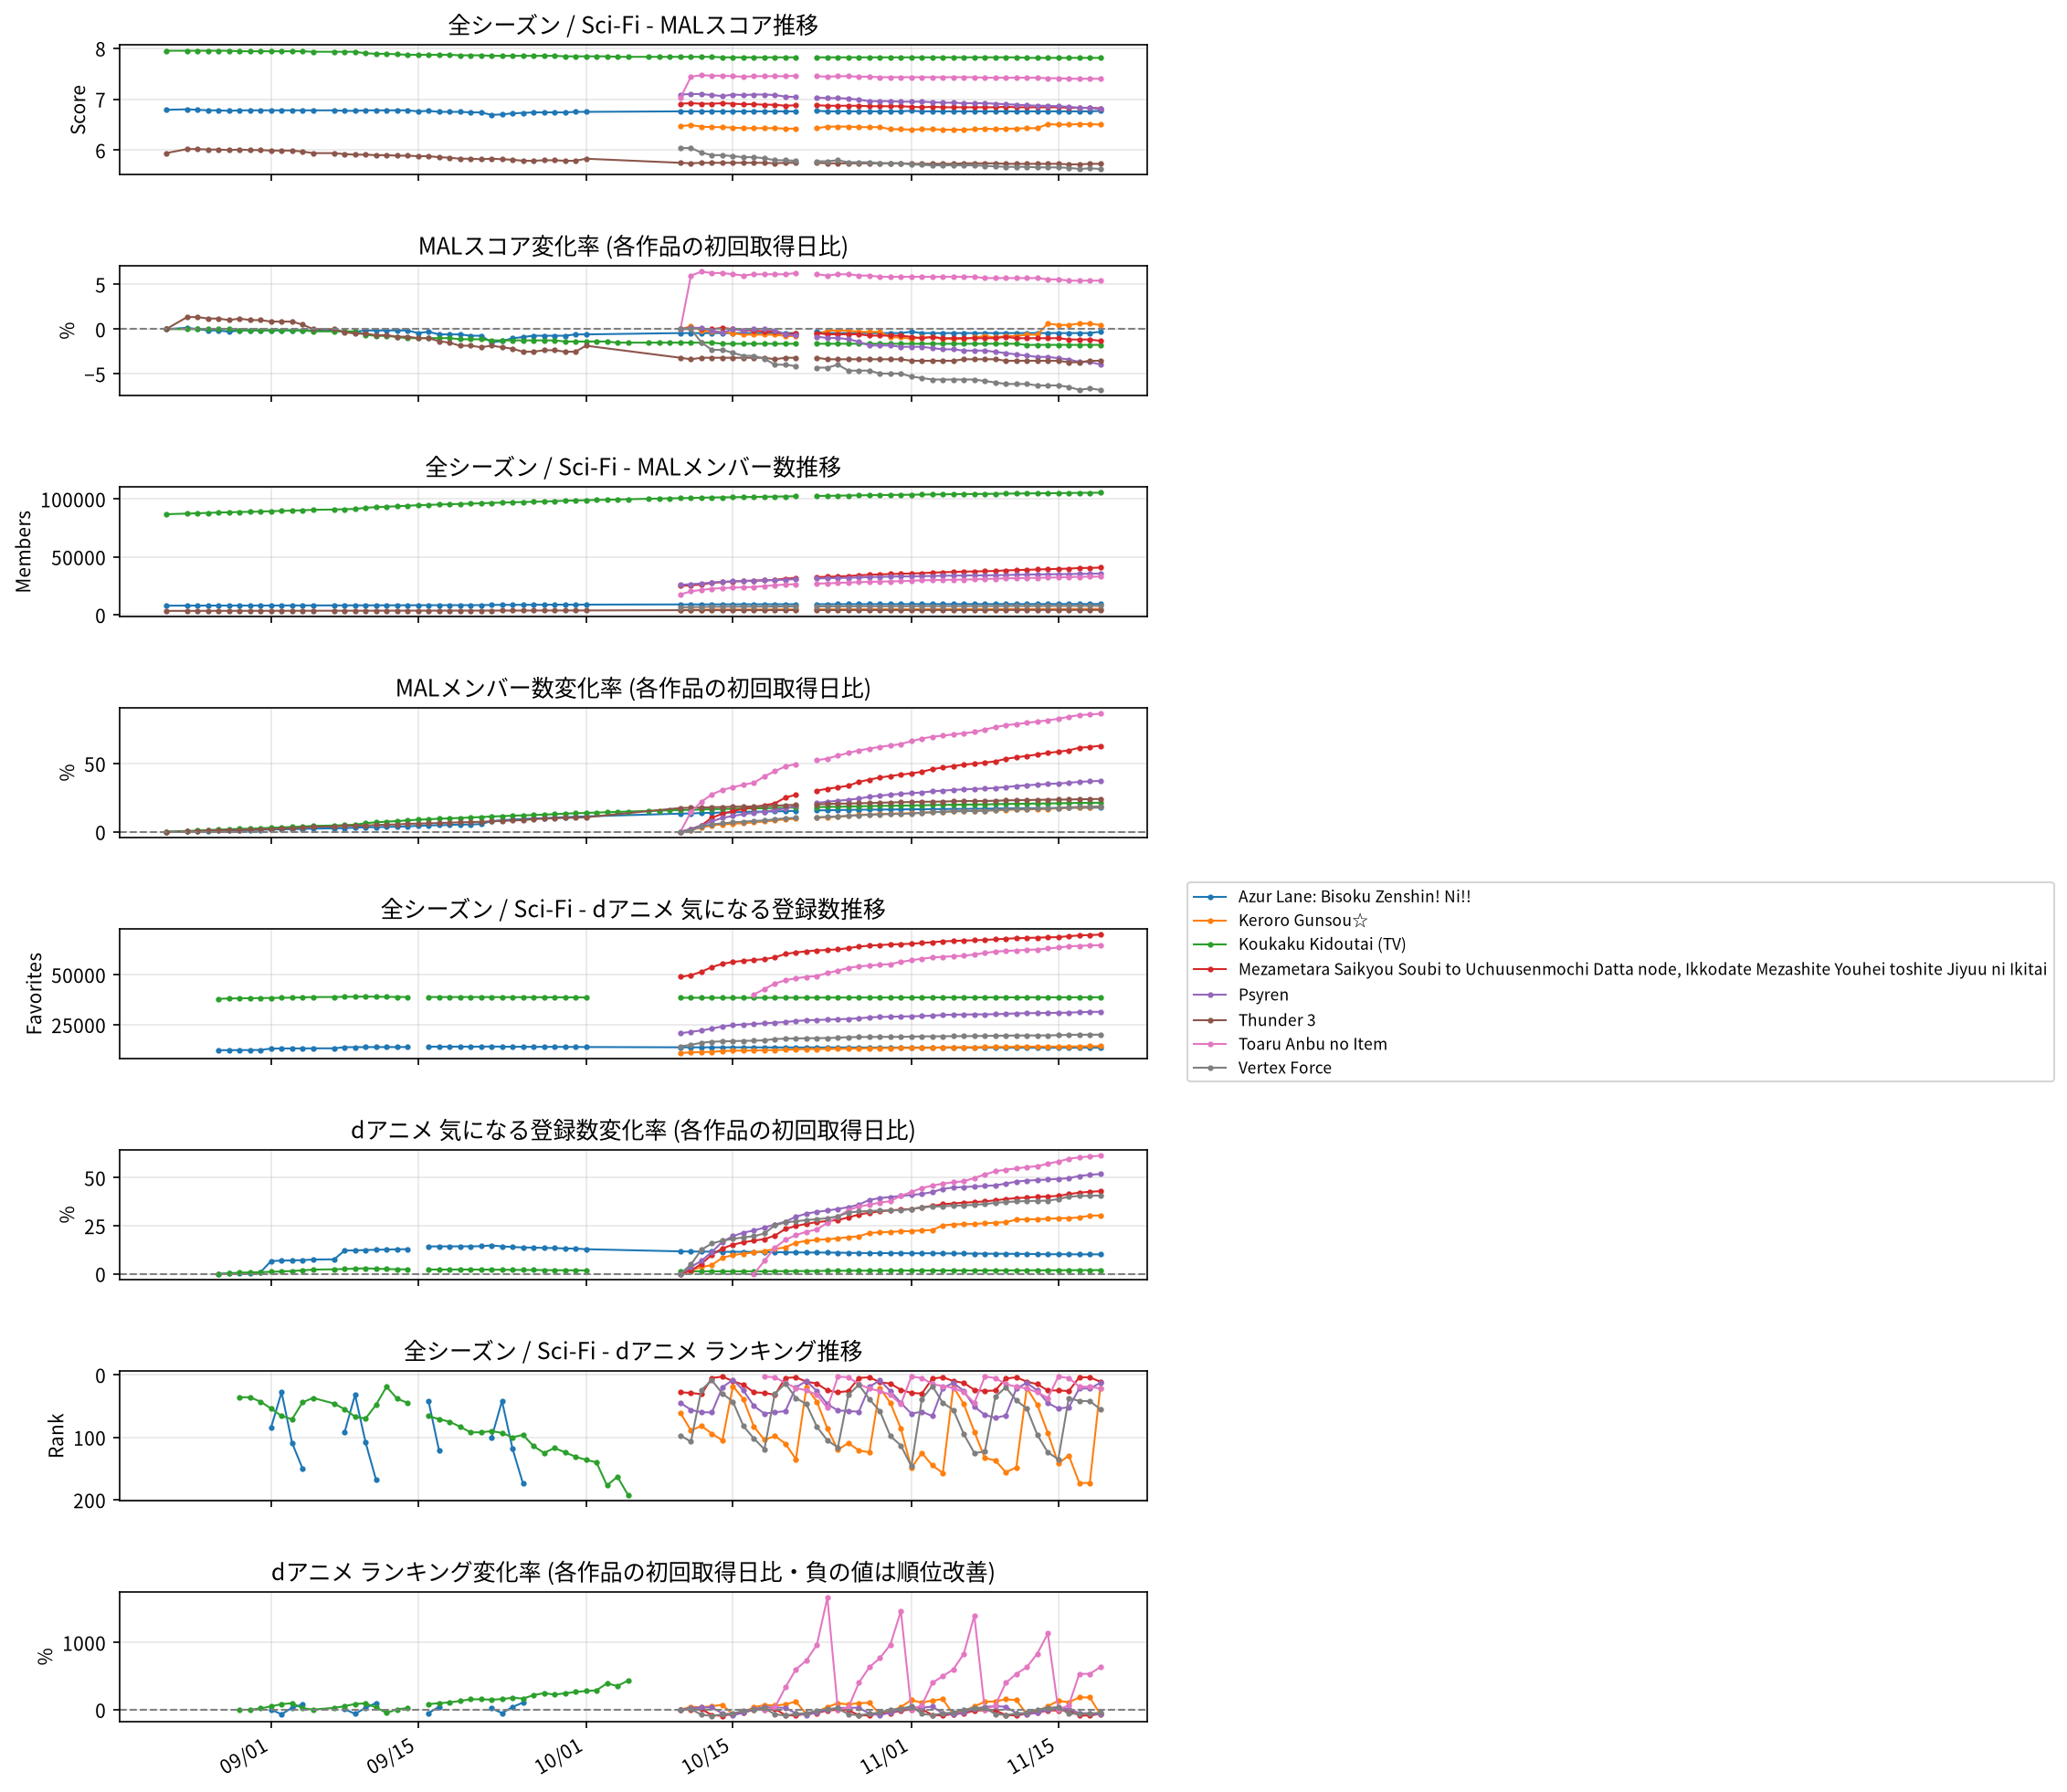 全シーズン / Sci-Fi - MALスコア推移
8
7
6
Score
MALスコア変化率 (各作品の初回取得日比)
5
0
−5
%
全シーズン / Sci-Fi - MALメンバー数推移
100000
50000
0
Members
MALメンバー数変化率 (各作品の初回取得日比)
50
0
%
全シーズン / Sci-Fi - dアニメ 気になる登録数推移
50000
25000
Favorites
Azur Lane: Bisoku Zenshin! Ni!!
Keroro Gunsou☆
Koukaku Kidoutai (TV)
Mezametara Saikyou Soubi to Uchuusenmochi Datta node, Ikkodate Mezashite Youhei toshite Jiyuu ni Ikitai
Psyren
Thunder 3
Toaru Anbu no Item
Vertex Force
dアニメ 気になる登録数変化率 (各作品の初回取得日比)
50
25
0
%
全シーズン / Sci-Fi - dアニメ ランキング推移
0
100
200
Rank
dアニメ ランキング変化率 (各作品の初回取得日比・負の値は順位改善)
1000
0
%
09/01
09/15
10/01
10/15
11/01
11/15